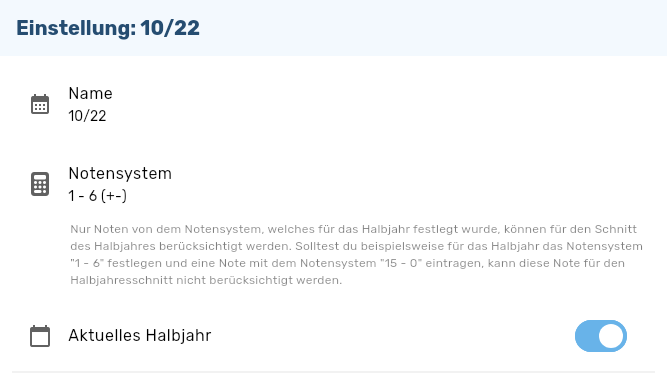 Einstellung: 10/22
Name
10/22
Notensystem
1 - 6 (+-)
Nur Noten von dem Notensystem, welches für das Halbjahr festlegt wurde, können für den Schnitt
des Halbjahres berücksichtigt werden. Solltest du beispielsweise für das Halbjahr das Notensystem
"1 - 6" festlegen und eine Note mit dem Notensystem "15 - 0" eintragen, kann diese Note für den
Halbjahresschnitt nicht berücksichtigt werden.
Aktuelles Halbjahr